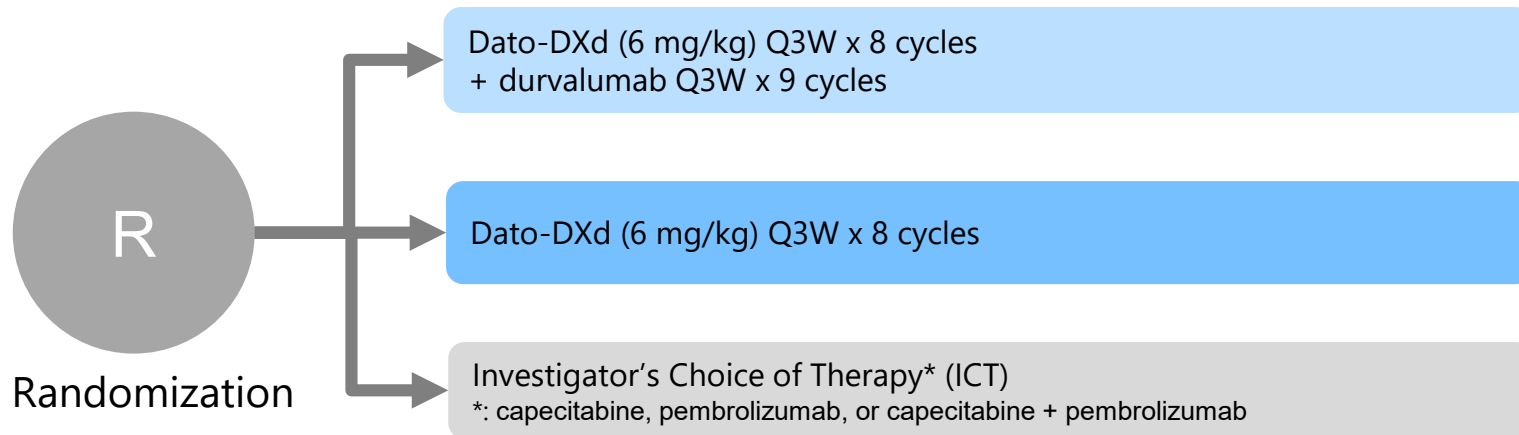 R
Randomization
Dato-DXd (6 mg/kg) Q3W x 8 cycles
+ durvalumab Q3W x 9 cycles
Dato-DXd (6 mg/kg) Q3W x 8 cycles
Investigator’s Choice of Therapy* (ICT)
*: capecitabine, pembrolizumab, or capecitabine + pembrolizumab